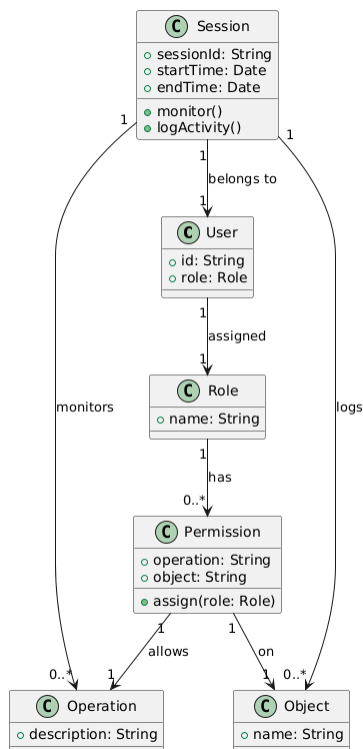 C Session
sessionId: String
startTime: Date
endTime: Date
monitor()
logActivity()
1
1
1
belongs to
1
C User
id: String
role: Role
1
assigned
1
C Role
name: String
monitors
logs
1
has
0..*
C Permission
operation: String
object: String
assign(role: Role)
1
1
allows
on
0..*
1
1
0..*
C Operation
description: String
C Object
name: String